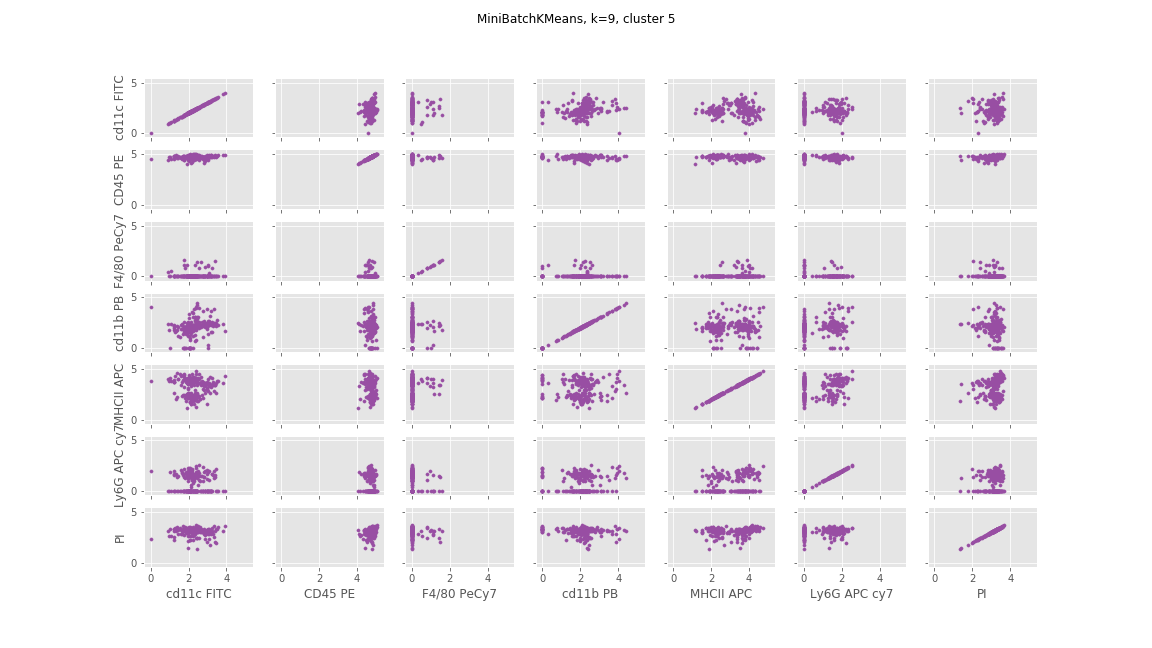 MiniBatchKMeans, k=9, cluster 5
cd11c FITC
5
0
CD45 PE
5
0
F4/80 PeCy7
5
0
cd11b PB
5
0
MHCII APC
5
0
Ly6G APC cy7
5
0
PI
5
0
0 2 4 0 2 4 0 2 4 0 2 4 0 2 4 0 2 4 0 2 4
cd11c FITC CD45 PE F4/80 PeCy7 cd11b PB MHCII APC Ly6G APC cy7 PI